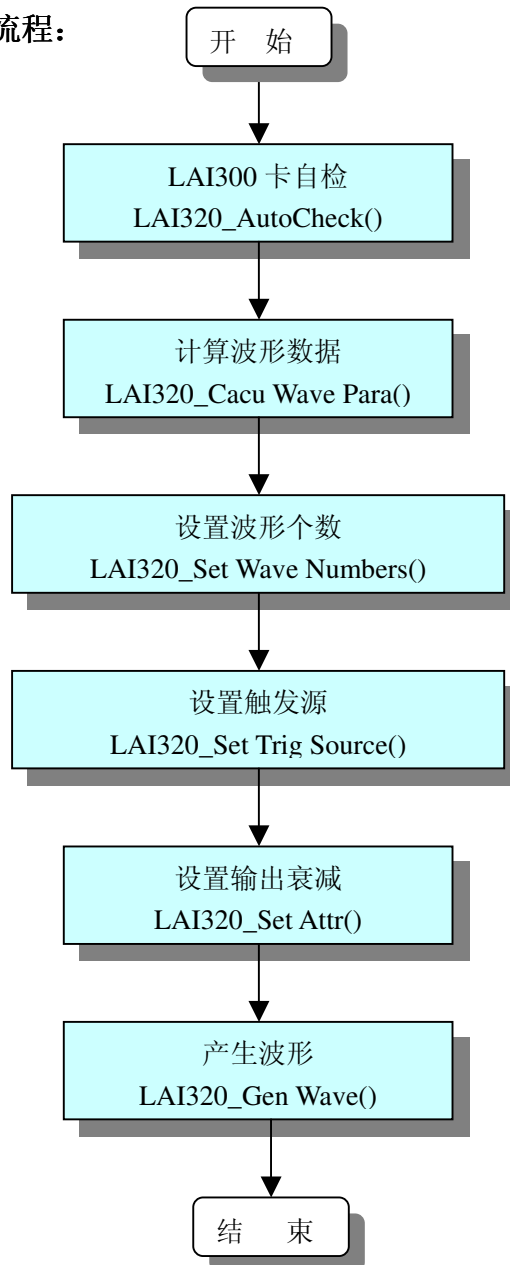 流程：
开 始
LAI300 卡自检
LAI320_AutoCheck()
计算波形数据
LAI320_Cacu Wave Para()
设置波形个数
LAI320_Set Wave Numbers()
设置触发源
LAI320_Set Trig Source()
设置输出衰减
LAI320_Set Attr()
产生波形
LAI320_Gen Wave()
结 束